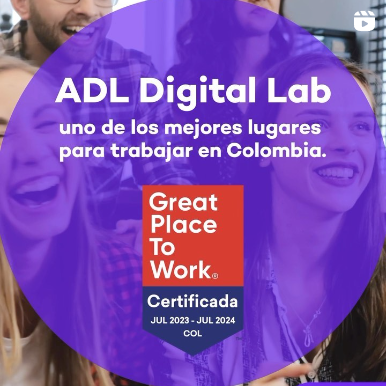 ADL Digital Lab
uno de los mejores lugares
para trabajar en Colombia.
Great
Place
To
Work®
Certificada
JUL 2023 - JUL 2024
COL